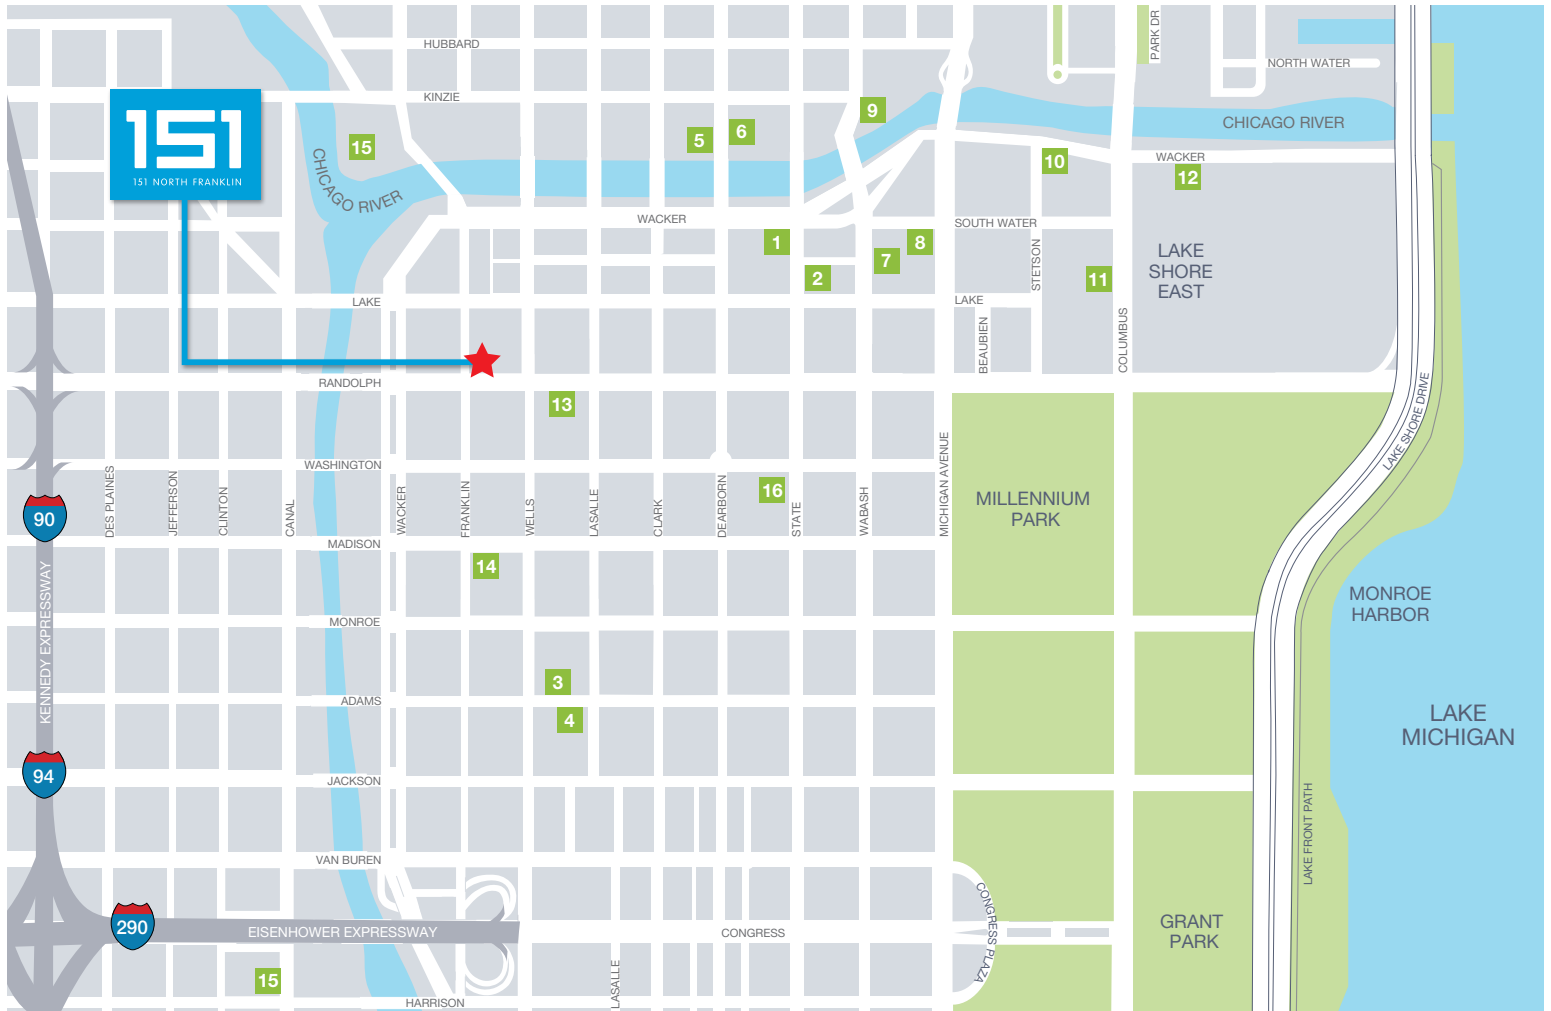 HUBBARD
PARK DR
NORTH WATER
KINZIE
9
CHICAGO RIVER
151
151 NORTH FRANKLIN
15
5
6
10
WACKER
12
CHICAGO RIVER
WACKER
SOUTH WATER
1
8
7
2
STETSON
11
LAKE
SHORE
EAST
LAKE
LAKE
BEAUBIEN
COLUMBUS
RANDOLPH
13
LAKE SHORE DRIVE
WASHINGTON
DES PLAINES
JEFFERSON
CLINTON
CANAL
WACKER
FRANKLIN
WELLS
LASALLE
CLARK
DEARBORN
16
STATE
WABASH
MICHIGAN AVENUE
MILLENNIUM
PARK
90
MADISON
14
KENNEDY EXPRESSWAY
MONROE
HARBOR
MONROE
3
ADAMS
4
LAKE
MICHIGAN
94
JACKSON
LAKE FRONT PATH
VAN BUREN
290
EISENHOWER EXPRESSWAY
CONGRESS
CONGRESS PLAZA
GRANT
PARK
15
LASALLE
HARRISON